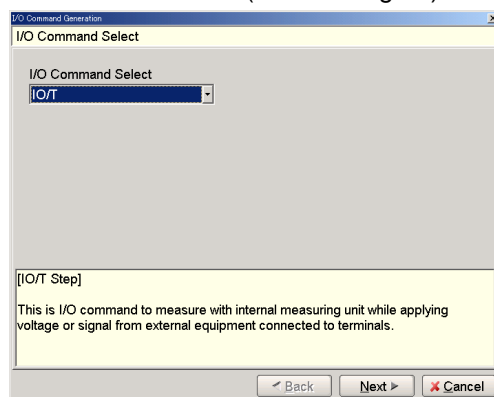 I/O Command Generation
I/O Command Select
I/O Command Select
IO/T
[IO/T Step]
This is I/O command to measure with internal measuring unit while applying
voltage or signal from external equipment connected to terminals.
Back Next Cancel